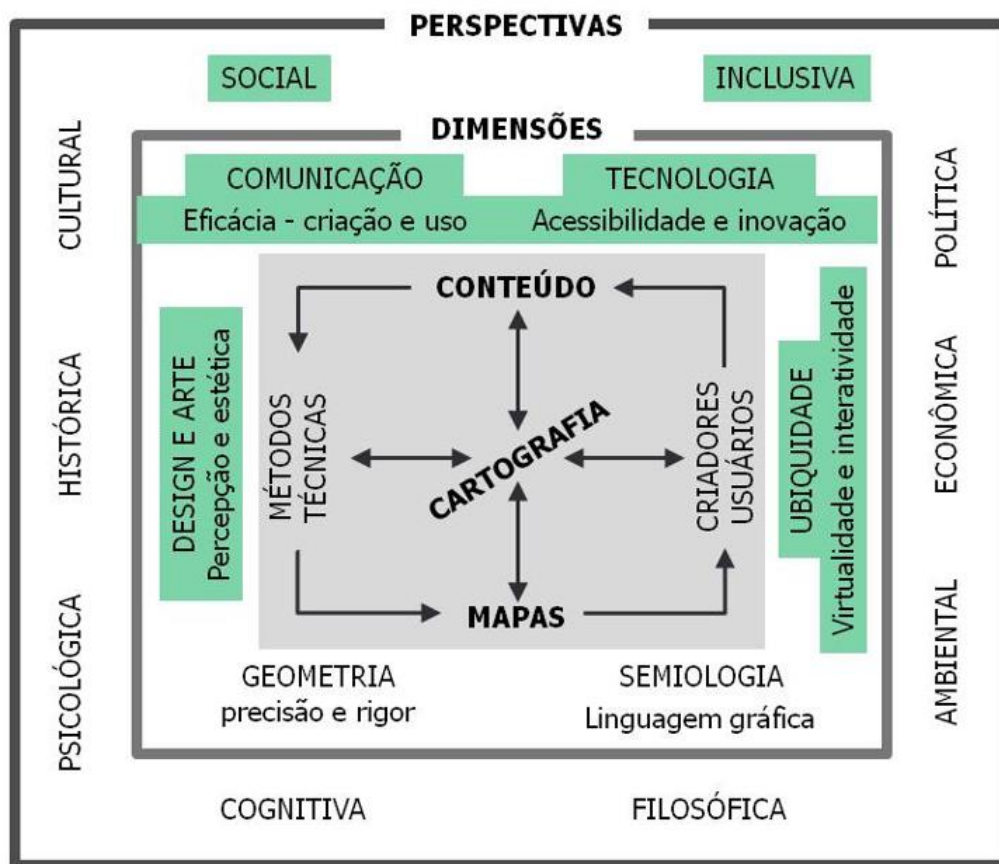 PERSPECTIVAS
SOCIAL
INCLUSIVA
DIMENSÕES
CULTURAL
HISTÓRICA
PSICOLÓGICA
COMUNICAÇÃO
Eficácia - criação e uso
TECNOLOGIA
Acessibilidade e inovação
DESIGN E ARTE
Percepção e estética
CONTEÚDO
MÉTODOS
TÉCNICAS
CARTOGRAFIA
CRIADORES
USUÁRIOS
MAPAS
UBIQUIDADE
Virtualidade e interatividade
GEOMETRIA
precisão e rigor
SEMIOLOGIA
Linguagem gráfica
POLÍTICA
ECONÔMICA
AMBIENTAL
COGNITIVA
FILOSÓFICA